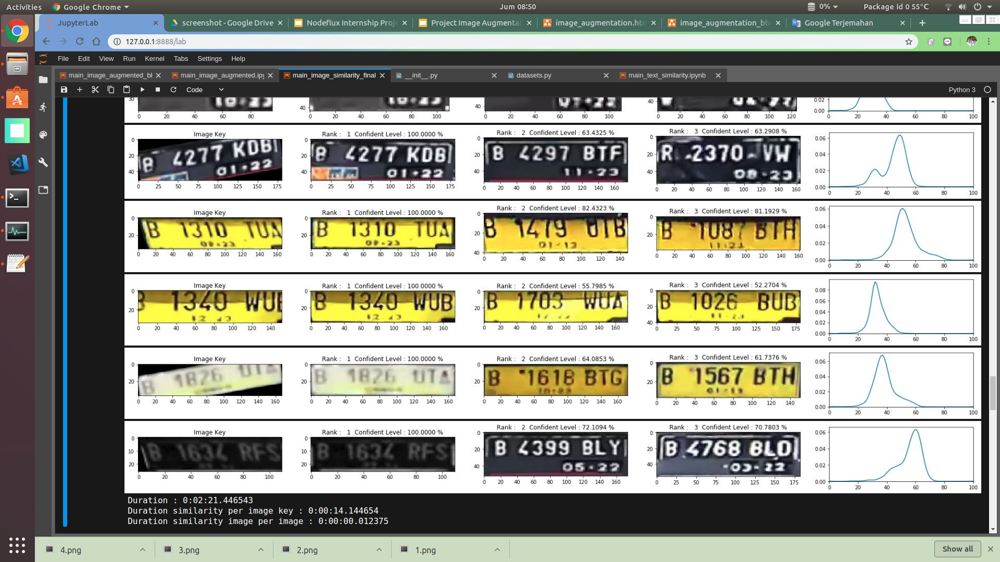 Activities Google Chrome Jum 08:50 0% Package id 0 55°C
JupyterLab screenshot - Google Drive Nodeflux Internship Proj Project Image Augmentat image_augmentation.htm image_augmentation_bb Google Terjemahan
127.0.0.1:8888/lab
File Edit View Run Kernel Tabs Settings Help
main_image_augmented_bl main_image_augmented.ipy main_image_similarity_final __init__.py datasets.py main_text_similarity.ipynb
Code Python 3
30 40 40 40 0.02 0.00
0 20 40 60 80 0 20 40 60 80 100 0 20 40 60 80 100 0 20 40 60 80 100 120 0 20 40 60 80 100
Image Key Rank : 1 Confident Level : 100.0000 % Rank : 2 Confident Level : 63.4325 % Rank : 3 Confident Level : 63.2908 %
B 4277 KDB B 4277 KDB B 4297 BTF R 2370 VW
01·22 01·22 11·23 08·23
0 20 40 0 20 40 0 20 40 0 20 40 0.06 0.04 0.02 0.00
0 25 50 75 100 125 150 175 0 25 50 75 100 125 150 175 0 20 40 60 80 100 120 140 160 0 20 40 60 80 100 120 140 160 0 20 40 60 80 100
Image Key Rank : 1 Confident Level : 100.0000 % Rank : 2 Confident Level : 82.4323 % Rank : 3 Confident Level : 81.1929 %
B 1310 TUA B 1310 TUA B 1479 UTB B 1087 BTH
08·23 08·23 01·13 11·23
0 20 0 20 0 20 40 0 20 0.06 0.04 0.02 0.00
0 20 40 60 80 100 120 140 160 0 20 40 60 80 100 120 140 160 0 20 40 60 80 100 120 140 0 20 40 60 80 100 120 140 160 0 20 40 60 80 100
Image Key Rank : 1 Confident Level : 100.0000 % Rank : 2 Confident Level : 55.7985 % Rank : 3 Confident Level : 52.2704 %
B 1340 WUB B 1340 WUB B 1703 WUA B 1026 BUB
12 23 12 23 11·23
0 20 0 20 0 20 0 20 40 0.08 0.06 0.04 0.02 0.00
0 20 40 60 80 100 120 140 0 20 40 60 80 100 120 140 160 0 20 40 60 80 100 120 140 160 0 25 50 75 100 125 150 175 0 20 40 60 80 100
Image Key Rank : 1 Confident Level : 100.0000 % Rank : 2 Confident Level : 64.0853 % Rank : 3 Confident Level : 61.7376 %
B 1826 UTA B 1826 UTA B 1618 BTG B 1567 BTH
01·13
0 20 0 20 0 20 0 20 0.06 0.04 0.02 0.00
0 20 40 60 80 100 120 140 160 0 20 40 60 80 100 120 140 160 0 20 40 60 80 100 120 140 160 0 20 40 60 80 100 120 140 0 20 40 60 80 100
Image Key Rank : 1 Confident Level : 100.0000 % Rank : 2 Confident Level : 72.1094 % Rank : 3 Confident Level : 70.7803 %
B 1634 RFS B 1634 RFS B 4399 BLY B 4768 BLO
05·22 03-22
0 10 20 0 10 20 0 20 40 0 20 40 0.06 0.04 0.02 0.00
0 20 40 60 80 100 0 20 40 60 80 100 0 20 40 60 80 100 120 140 160 0 25 50 75 100 125 150 175 0 20 40 60 80 100
Duration : 0:02:21.446543
Duration similarity per image key : 0:00:14.144654
Duration similarity image per image : 0:00:00.012375
4.png 3.png 2.png 1.png Show all